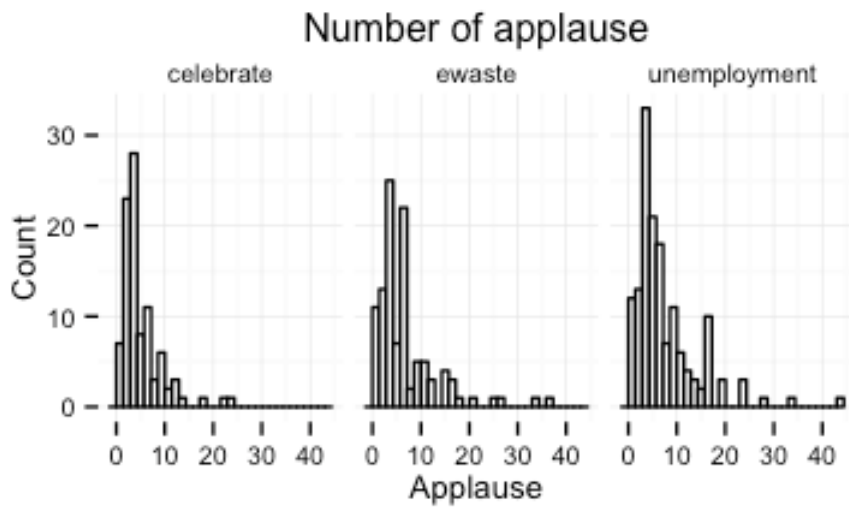 Number of applause
celebrate
ewaste
unemployment
Count
30
20
10
0
0 10 20 30 40
0 10 20 30 40
0 10 20 30 40
Applause